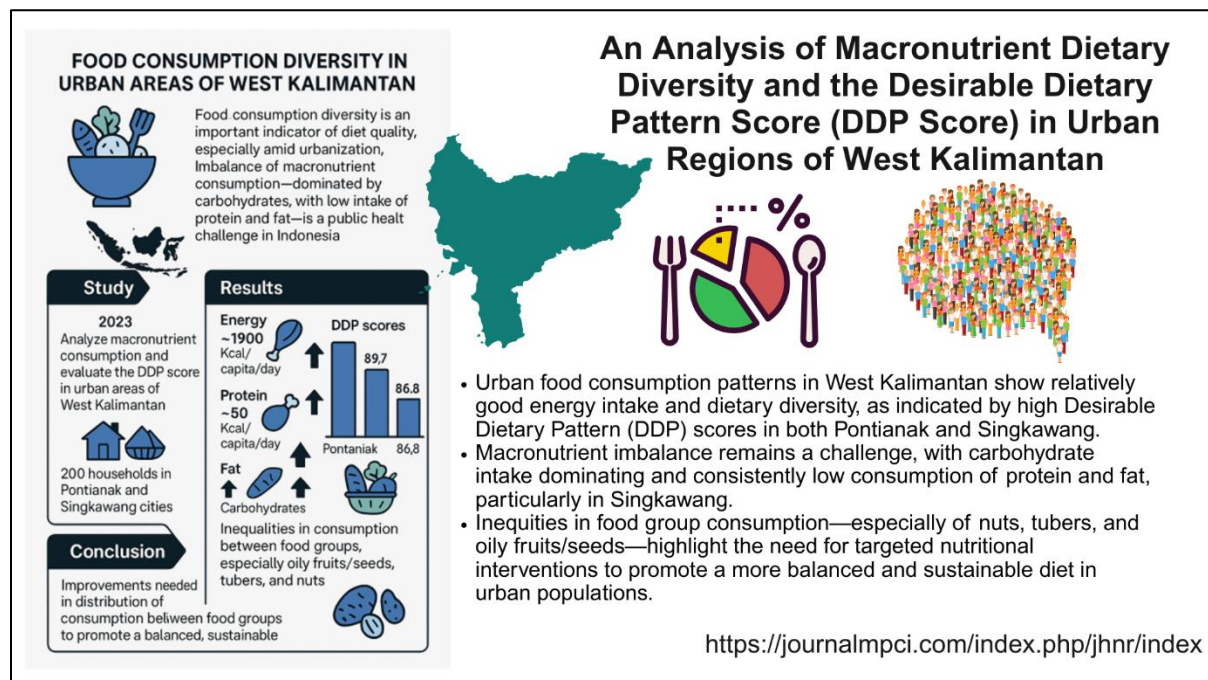 FOOD CONSUMPTION DIVERSITY IN
URBAN AREAS OF WEST KALIMANTAN
Food consumption diversity is an
important indicator of diet quality,
especially amid urbanization,
Imbalance of macronutrient
consumption—dominated by
carbohydrates, with low intake of
protein and fat—is a public healt
challenge in Indonesia
Study
2023
Analyze macronutrient
consumption and
evaluate the DDP score
in urban areas of
West Kalimantan
200 households in
Pontianak and
Singkawang cities
Results
Energy
~1900
Kcal/
capita/day
Protein
~50
Kcal/
capita/day
Fat
Carbohydrates
DDP scores
89,7
86.8
Pontaniak
86,8
Inequalities in consumption
between food groups,
especially oily fruits/seeds,
tubers, and nuts
Conclusion
Improvements needed
in distribution of
consumption beliween food groups
to promote a balanced, sustainable
An Analysis of Macronutrient Dietary
Diversity and the Desirable Dietary
Pattern Score (DDP Score) in Urban
Regions of West Kalimantan
%
• Urban food consumption patterns in West Kalimantan show relatively
good energy intake and dietary diversity, as indicated by high Desirable
Dietary Pattern (DDP) scores in both Pontianak and Singkawang.
• Macronutrient imbalance remains a challenge, with carbohydrate
intake dominating and consistently low consumption of protein and fat,
particularly in Singkawang.
• Inequities in food group consumption—especially of nuts, tubers, and
oily fruits/seeds—highlight the need for targeted nutritional
interventions to promote a more balanced and sustainable diet in
urban populations.
https://journalmpci.com/index.php/jhnr/index